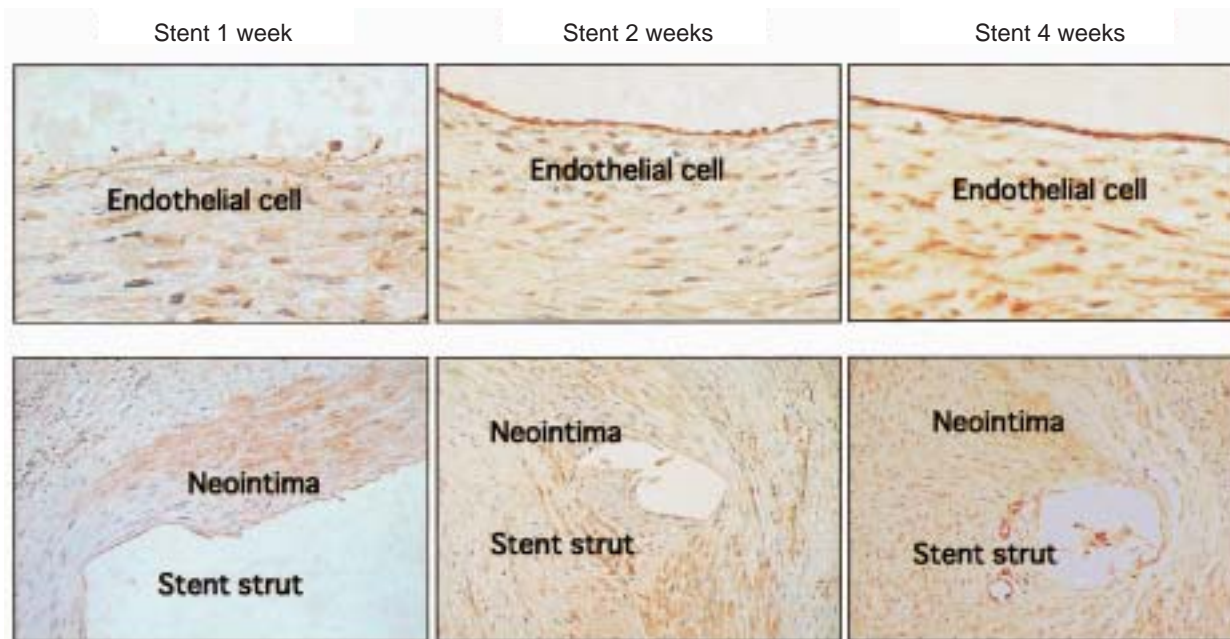 Stent 1 week
Stent 2 weeks
Stent 4 weeks
Endothelial cell
Endothelial cell
Endothelial cell
Neointima
Stent strut
Neointima
Stent strut
Neointima
Stent strut